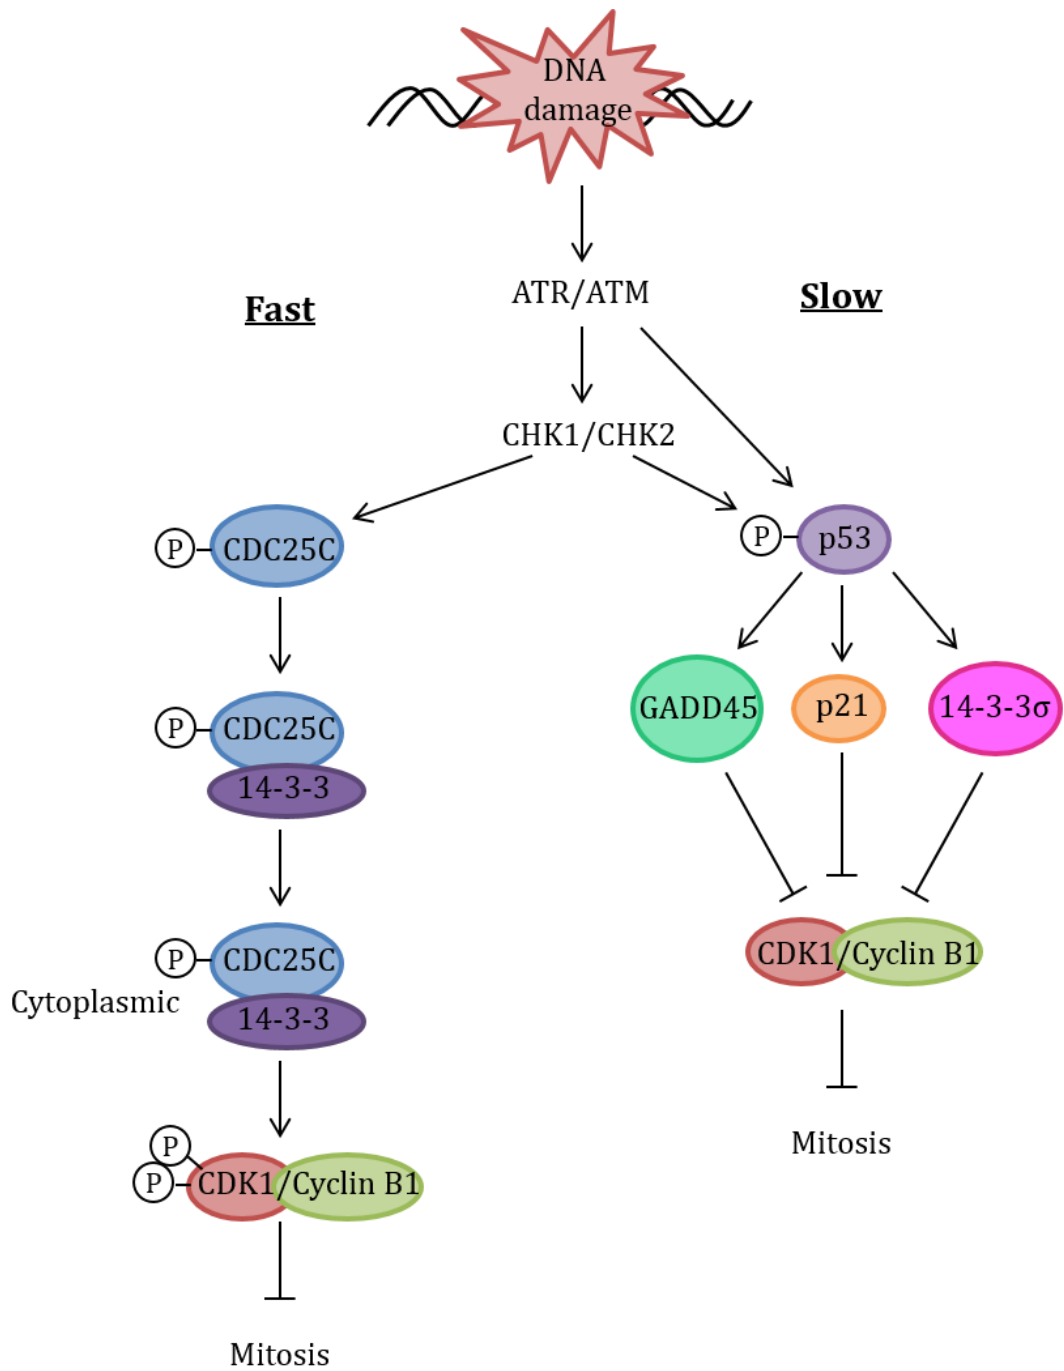 DNA
damage
ATR/ATM
Fast
Slow
CHK1/CHK2
P
CDC25C
P
p53
P
CDC25C
14-3-3
GADD45
p21
14-3-3σ
P
CDC25C
Cytoplasmic
14-3-3
CDK1/Cyclin B1
P
P
CDK1/Cyclin B1
Mitosis
Mitosis